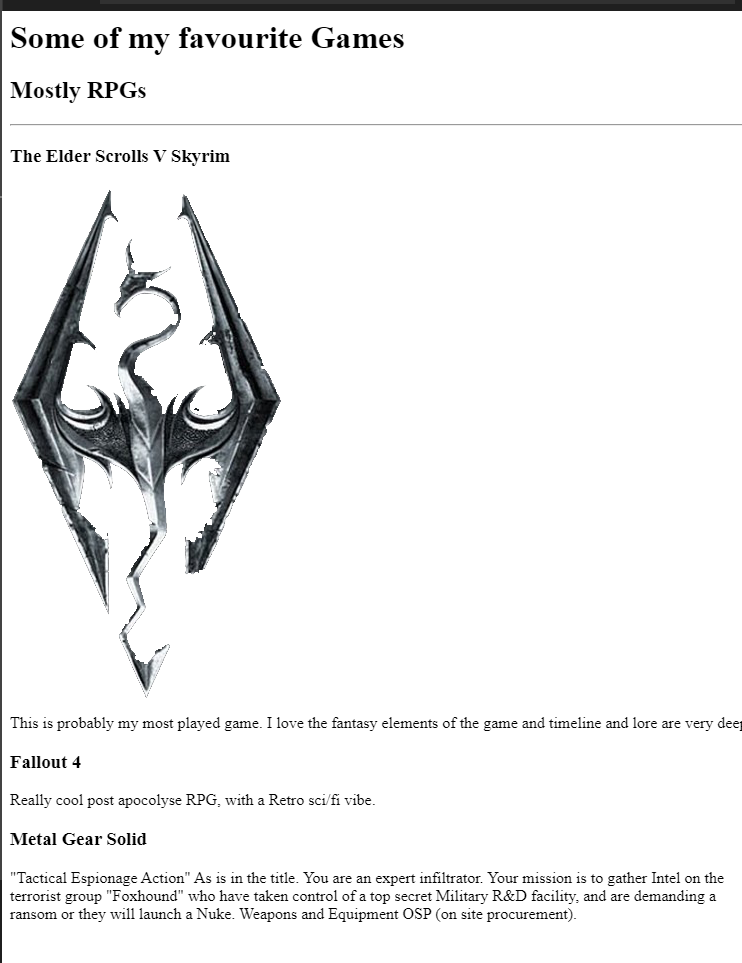 Some of my favourite Games
Mostly RPGs
The Elder Scrolls V Skyrim
This is probably my most played game. I love the fantasy elements of the game and timeline and lore are very
Fallout 4
Really cool post apocolyse RPG, with a Retro sci/fi vibe.
Metal Gear Solid
"Tactical Espionage Action" As is in the title. You are an expert infiltrator. Your mission is to gather Intel on the
terrorist group "Foxhound" who have taken control of a top secret Military R&D facility, and are demanding a
ransom or they will launch a Nuke. Weapons and Equipment OSP (on site procurement).